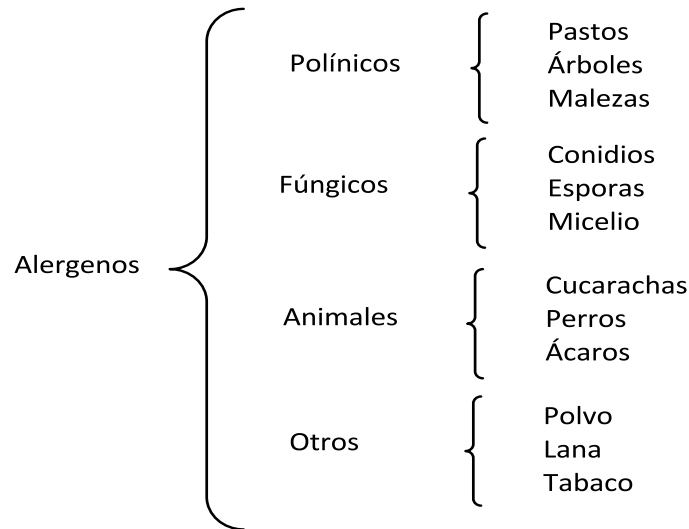 Alergenos
Polínicos
Pastos
Árboles
Malezas
Fúngicos
Conidios
Esporas
Micelio
Animales
Cucarachas
Perros
Ácaros
Otros
Polvo
Lana
Tabaco